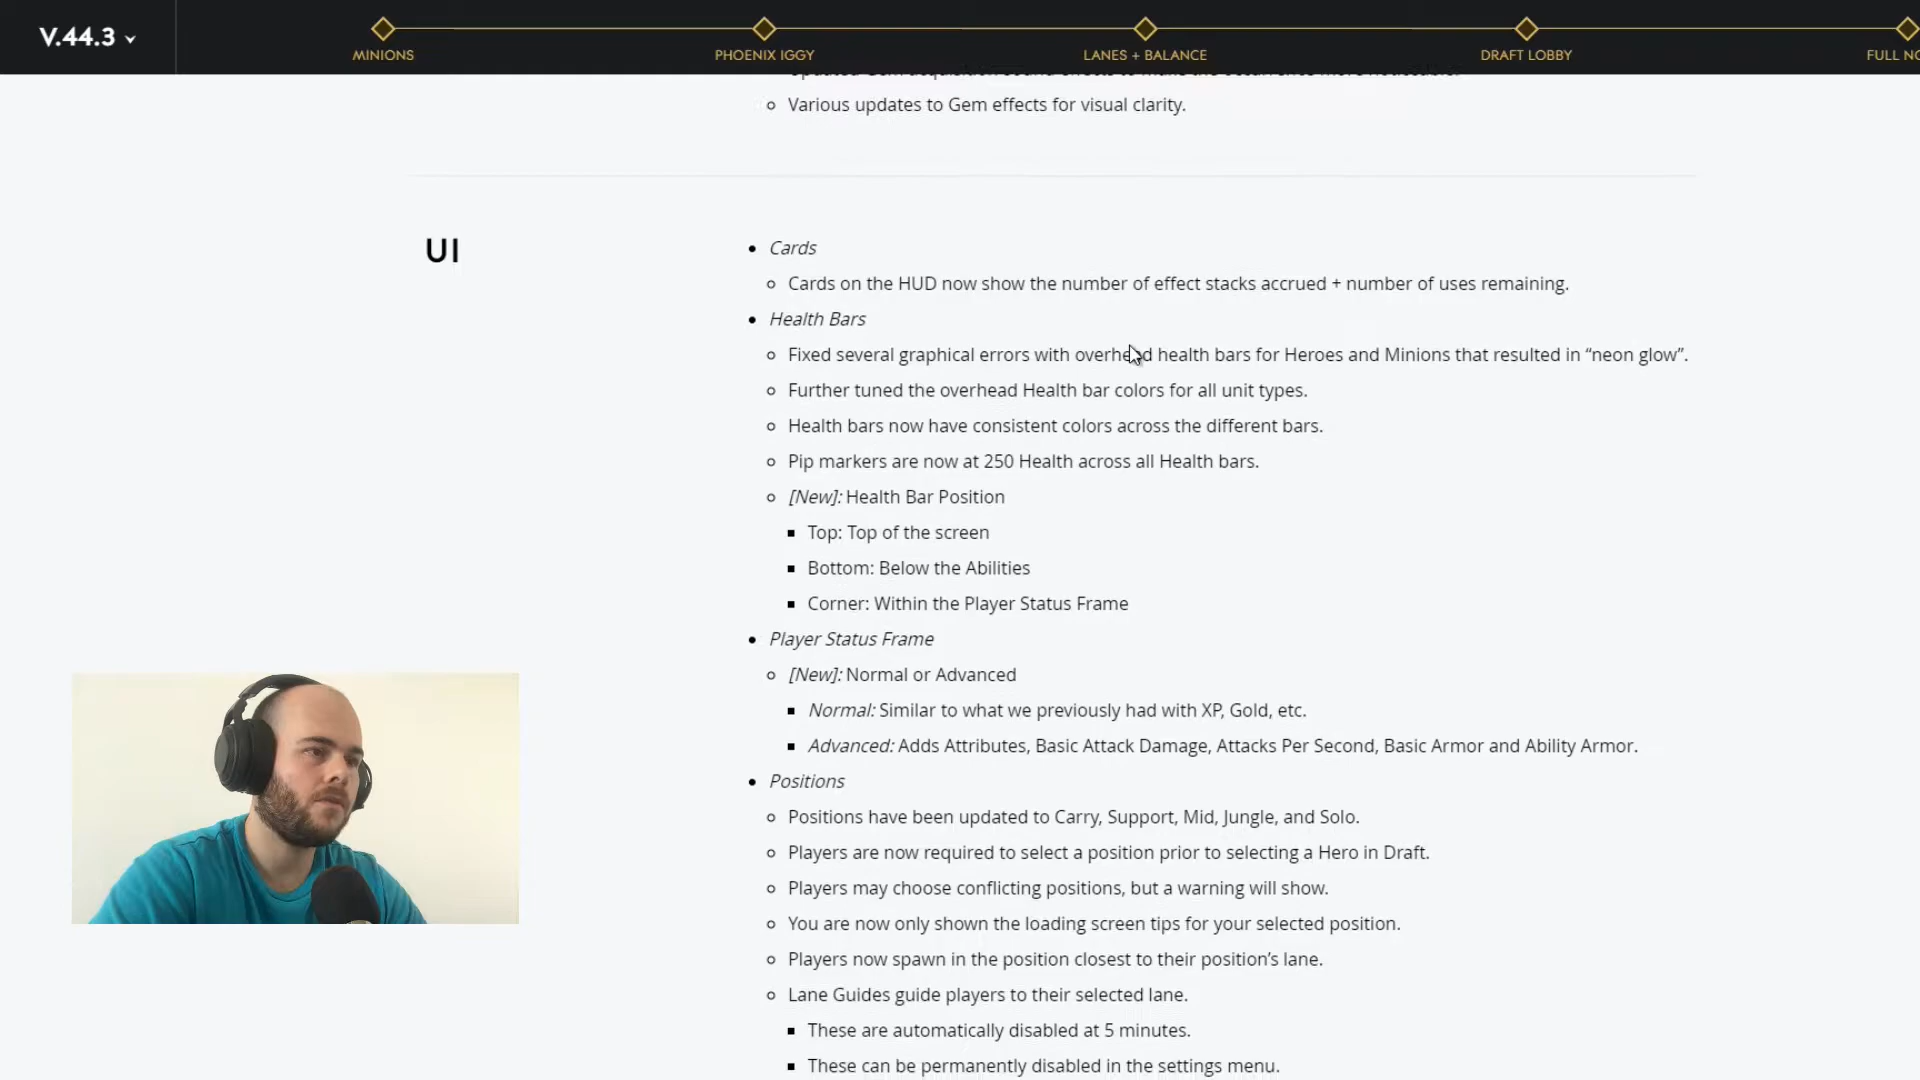 V.44.3
MINIONS
PHOENIX IGGY
LANES + BALANCE
DRAFT LOBBY
FULL NO
Various updates to Gem effects for visual clarity.
UI
Cards
Cards on the HUD now show the number of effect stacks accrued + number of uses remaining.
Health Bars
Fixed several graphical errors with overhead health bars for Heroes and Minions that resulted in “neon glow”.
Further tuned the overhead Health bar colors for all unit types.
Health bars now have consistent colors across the different bars.
Pip markers are now at 250 Health across all Health bars.
[New]: Health Bar Position
Top: Top of the screen
Bottom: Below the Abilities
Corner: Within the Player Status Frame
Player Status Frame
[New]: Normal or Advanced
Normal: Similar to what we previously had with XP, Gold, etc.
Advanced: Adds Attributes, Basic Attack Damage, Attacks Per Second, Basic Armor and Ability Armor.
Positions
Positions have been updated to Carry, Support, Mid, Jungle, and Solo.
Players are now required to select a position prior to selecting a Hero in Draft.
Players may choose conflicting positions, but a warning will show.
You are now only shown the loading screen tips for your selected position.
Players now spawn in the position closest to their position’s lane.
Lane Guides guide players to their selected lane.
These are automatically disabled at 5 minutes.
These can be permanently disabled in the settings menu.